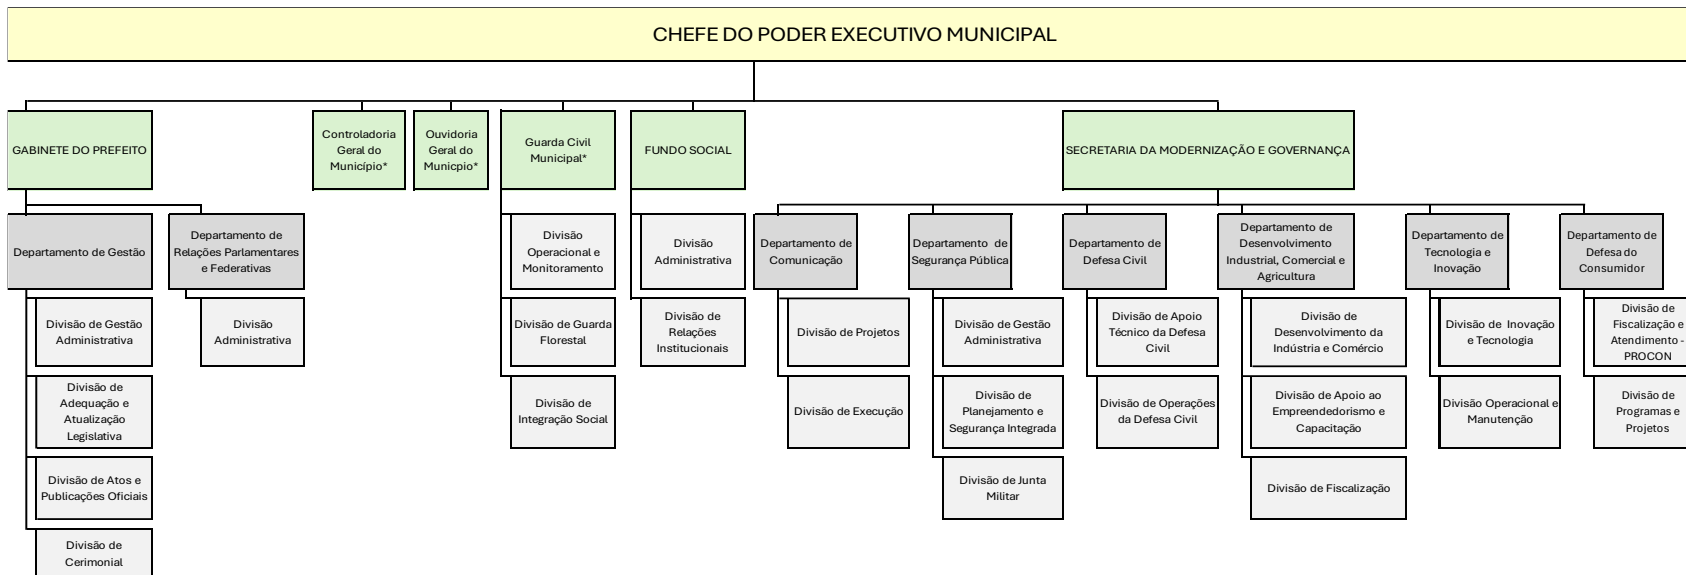 CHEFE DO PODER EXECUTIVO MUNICIPAL
GABINETE DO PREFEITO
Controladoria
Geral do
Município*
Ouvidoria
Geral do
Municpio*
Guarda Civil
Municipal*
FUNDO SOCIAL
SECRETARIA DA MODERNIZAÇÃO E GOVERNANÇA
Departamento de Gestão
Departamento de
Relações Parlamentares
e Federativas
Divisão
Operacional e
Monitoramento
Divisão
Administrativa
Departamento de
Comunicação
Departamento de
Segurança Pública
Departamento de
Defesa Civil
Departamento de
Desenvolvimento
Industrial, Comercial e
Agricultura
Departamento de
Tecnologia e
Inovação
Departamento de
Defesa do
Consumidor
Divisão de Gestão
Administrativa
Divisão
Administrativa
Divisão de Guarda
Florestal
Divisão de
Relações
Institucionais
Divisão de Projetos
Divisão de Gestão
Administrativa
Divisão de Apoio
Técnico da Defesa
Civil
Divisão de
Desenvolvimento da
Indústria e Comércio
Divisão de Inovação
e Tecnologia
Divisão de
Fiscalização e
Atendimento -
PROCON
Divisão de
Adequação e
Atualização
Legislativa
Divisão de
Integração Social
Divisão de Execução
Divisão de
Planejamento e
Segurança Integrada
Divisão de Operações
da Defesa Civil
Divisão de Apoio ao
Empreendedorismo e
Capacitação
Divisão Operacional e
Manutenção
Divisão de
Programas e
Projetos
Divisão de Atos e
Publicações Oficiais
Divisão de Junta
Militar
Divisão de Fiscalização
Divisão de
Cerimonial